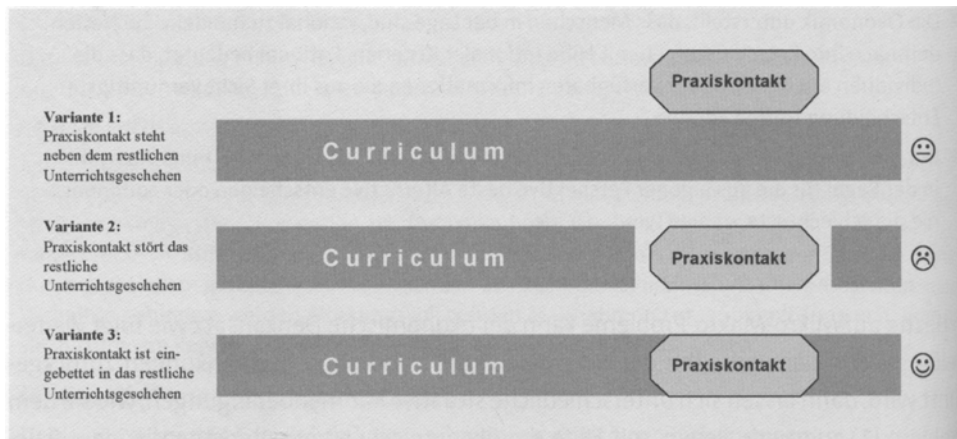 Praxiskontakt
Variante 1:
Praxiskontakt steht
neben dem restlichen
Unterrichtsgeschehen
Curriculum
Variante 2:
Praxiskontakt stört das
restliche
Unterrichtsgeschehen
Curriculum
Praxiskontakt
Variante 3:
Praxiskontakt ist ein-
gebettet in das restliche
Unterrichtsgeschehen
Curriculum
Praxiskontakt